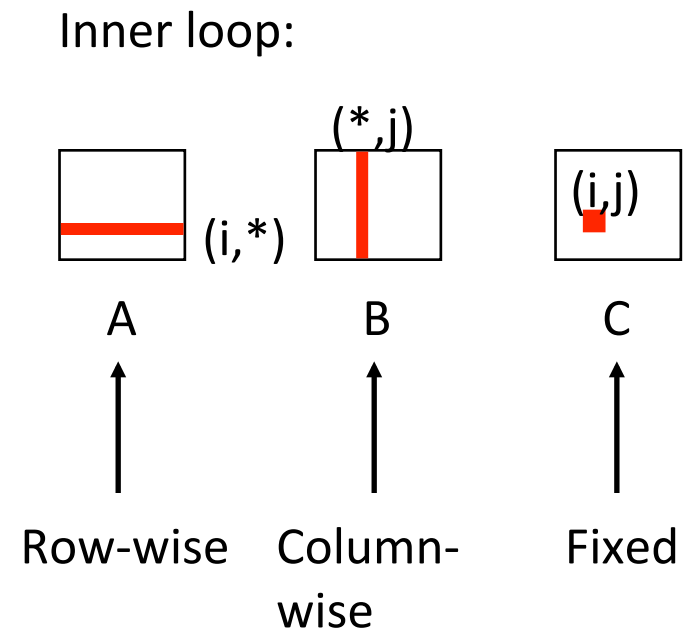 Inner loop:
(*,j)
(i,j)
(i,*)
A B C
Row-wise Column-
wise Fixed